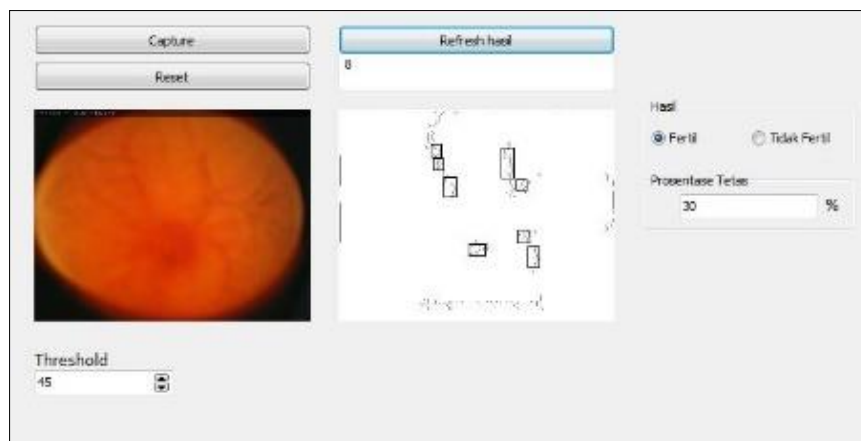 Capture
Refresh hasil
Reset
8
Hasil
Fertil
Tidak Fertil
Prosentase Tetas
30
%
Threshold
45